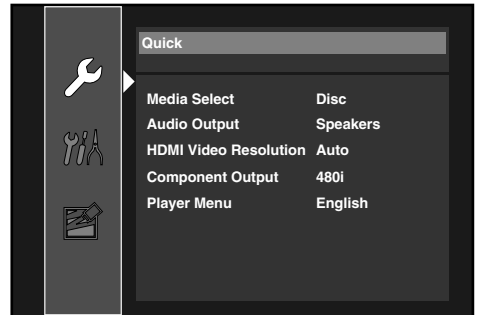 Quick
Media Select Disc
Audio Output Speakers
HDMI Video Resolution Auto
Component Output 480i
Player Menu English